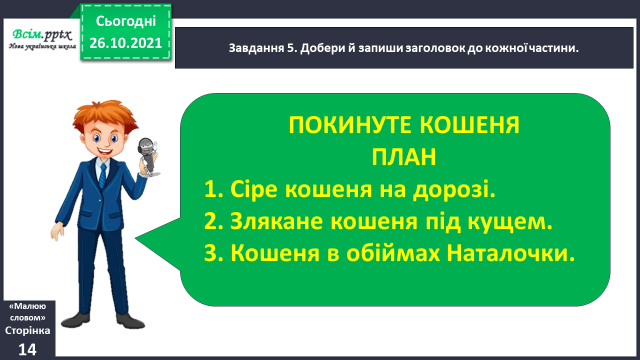 Всім.pptx
Нова українська школа
Сьогодні
26.10.2021
Завдання 5. Добери й запиши заголовок до кожної частини.
ПОКИНУТЕ КОШЕНЯ
ПЛАН
1. Сіре кошеня на дорозі.
2. Злякане кошеня під кущем.
3. Кошеня в обіймах Наталочки.
«Малюю
словом»
Сторінка
14